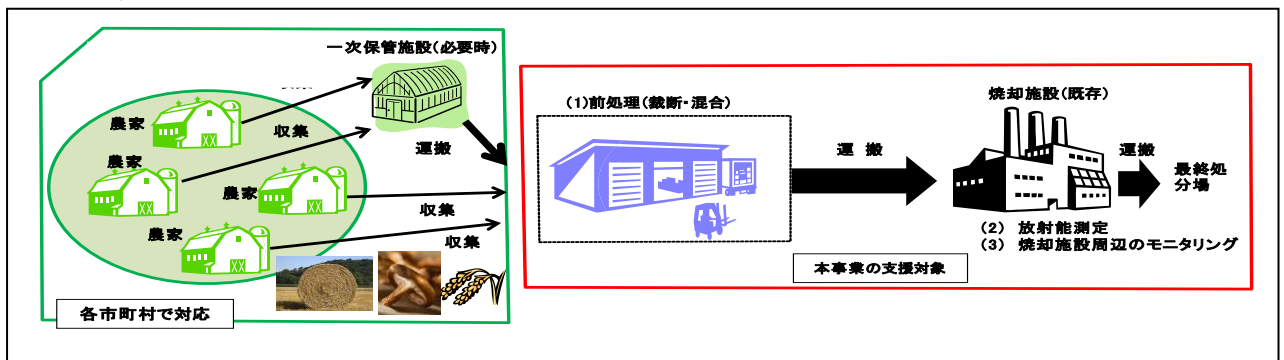 一次保管施設(必要時)
農家
収集
農家
運搬
農家
収集
農家
収集
各市町村で対応
(1)前処理(裁断・混合)
運 搬
焼却施設(既存)
運搬
最終処
分場
(2) 放射能測定
(3) 焼却施設周辺のモニタリング
本事業の支援対象